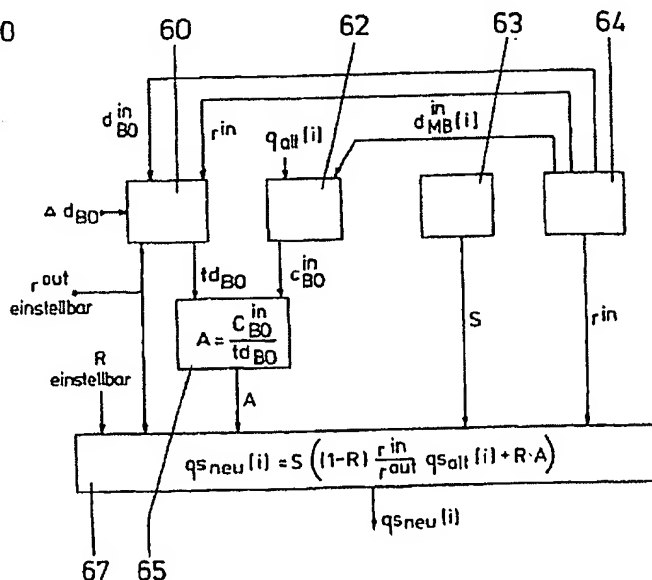 0
60
62
63
64
d_BO^in
r^in
q_alt[i]
d_MB^in[i]
Δ d_BO
td_BO
c_BO^in
r^out
einstellbar
A = C_BO^in / td_BO
S
r^in
R
einstellbar
A
qs_neu[i] = S ((1-R) r^in / r^out qs_alt[i] + R·A)
qs_neu[i]
67
65